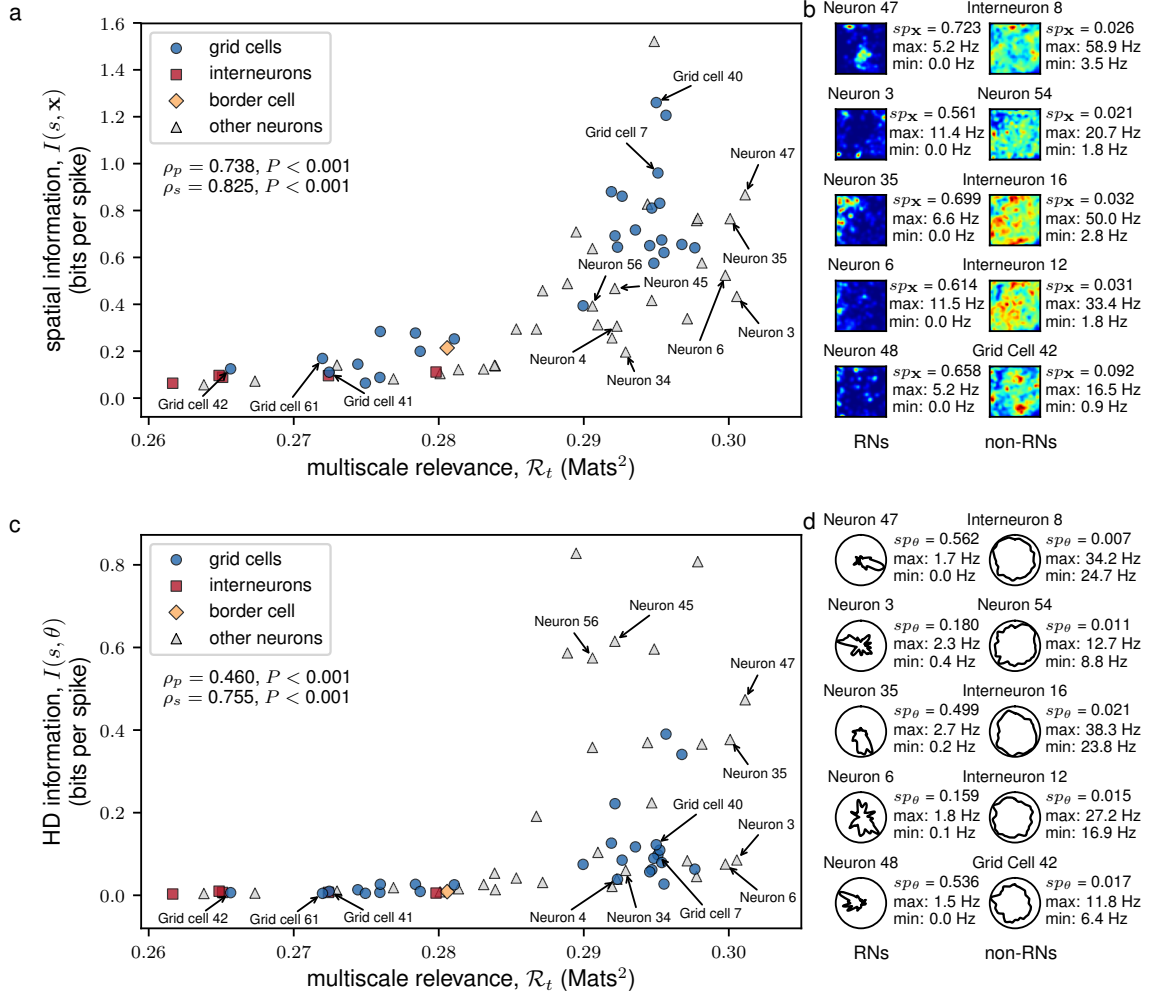 a
spatial information, I(s, x)
(bits per spike)
1.6
1.4
1.2
1.0
0.8
0.6
0.4
0.2
0.0
grid cells
interneurons
border cell
other neurons
ρp = 0.738, P < 0.001
ρs = 0.825, P < 0.001
Grid cell 40
Grid cell 7
Neuron 47
Neuron 35
Neuron 56
Neuron 45
Neuron 3
Neuron 4
Neuron 6
Neuron 34
Grid cell 42
Grid cell 61
Grid cell 41
0.26
0.27
0.28
0.29
0.30
multiscale relevance, ℛt (Mats²)
b
Neuron 47
spx = 0.723
max: 5.2 Hz
min: 0.0 Hz
Interneuron 8
spx = 0.026
max: 58.9 Hz
min: 3.5 Hz
Neuron 3
spx = 0.561
max: 11.4 Hz
min: 0.0 Hz
Neuron 54
spx = 0.021
max: 20.7 Hz
min: 1.8 Hz
Neuron 35
spx = 0.699
max: 6.6 Hz
min: 0.0 Hz
Interneuron 16
spx = 0.032
max: 50.0 Hz
min: 2.8 Hz
Neuron 6
spx = 0.614
max: 11.5 Hz
min: 0.0 Hz
Interneuron 12
spx = 0.031
max: 33.4 Hz
min: 1.8 Hz
Neuron 48
spx = 0.658
max: 5.2 Hz
min: 0.0 Hz
Grid Cell 42
spx = 0.092
max: 16.5 Hz
min: 0.9 Hz
RNs
non-RNs
c
HD information, I(s, θ)
(bits per spike)
0.8
0.6
0.4
0.2
0.0
grid cells
interneurons
border cell
other neurons
ρp = 0.460, P < 0.001
ρs = 0.755, P < 0.001
Neuron 56
Neuron 45
Neuron 47
Neuron 35
Grid cell 40
Neuron 3
Grid cell 42
Grid cell 61
Grid cell 41
Neuron 4
Neuron 34
Grid cell 7
Neuron 6
0.26
0.27
0.28
0.29
0.30
multiscale relevance, ℛt (Mats²)
d
Neuron 47
spθ = 0.562
max: 1.7 Hz
min: 0.0 Hz
Interneuron 8
spθ = 0.007
max: 34.2 Hz
min: 24.7 Hz
Neuron 3
spθ = 0.180
max: 2.3 Hz
min: 0.4 Hz
Neuron 54
spθ = 0.011
max: 12.7 Hz
min: 8.8 Hz
Neuron 35
spθ = 0.499
max: 2.7 Hz
min: 0.2 Hz
Interneuron 16
spθ = 0.021
max: 38.3 Hz
min: 23.8 Hz
Neuron 6
spθ = 0.159
max: 1.8 Hz
min: 0.1 Hz
Interneuron 12
spθ = 0.015
max: 27.2 Hz
min: 16.9 Hz
Neuron 48
spθ = 0.536
max: 1.5 Hz
min: 0.0 Hz
Grid Cell 42
spθ = 0.017
max: 11.8 Hz
min: 6.4 Hz
RNs
non-RNs